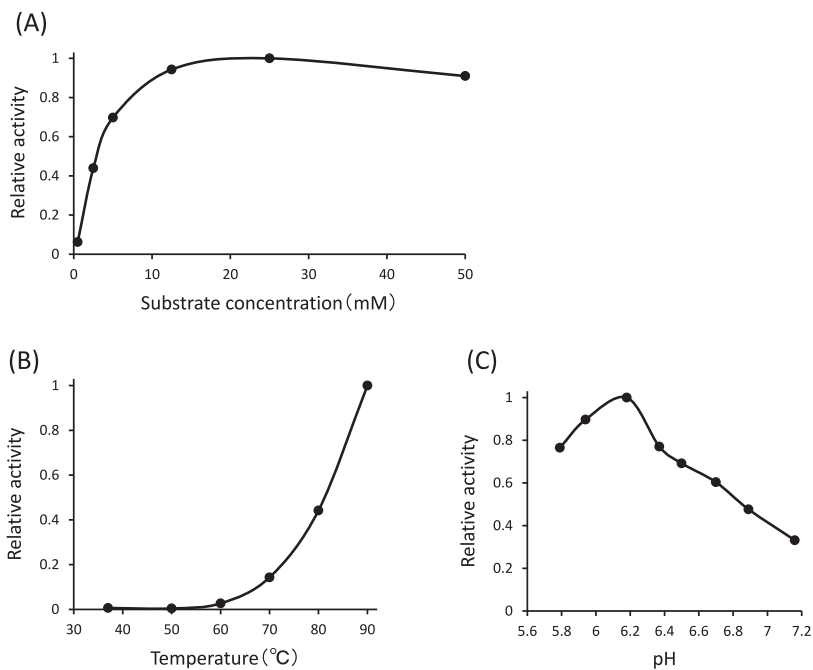 (A)
Relative activity
1
0.8
0.6
0.4
0.2
0
0 10 20 30 40 50
Substrate concentration(mM)
(B)
Relative activity
1
0.8
0.6
0.4
0.2
0
30 40 50 60 70 80 90
Temperature(℃)
(C)
Relative activity
1
0.8
0.6
0.4
0.2
0
5.6 5.8 6 6.2 6.4 6.6 6.8 7 7.2
pH